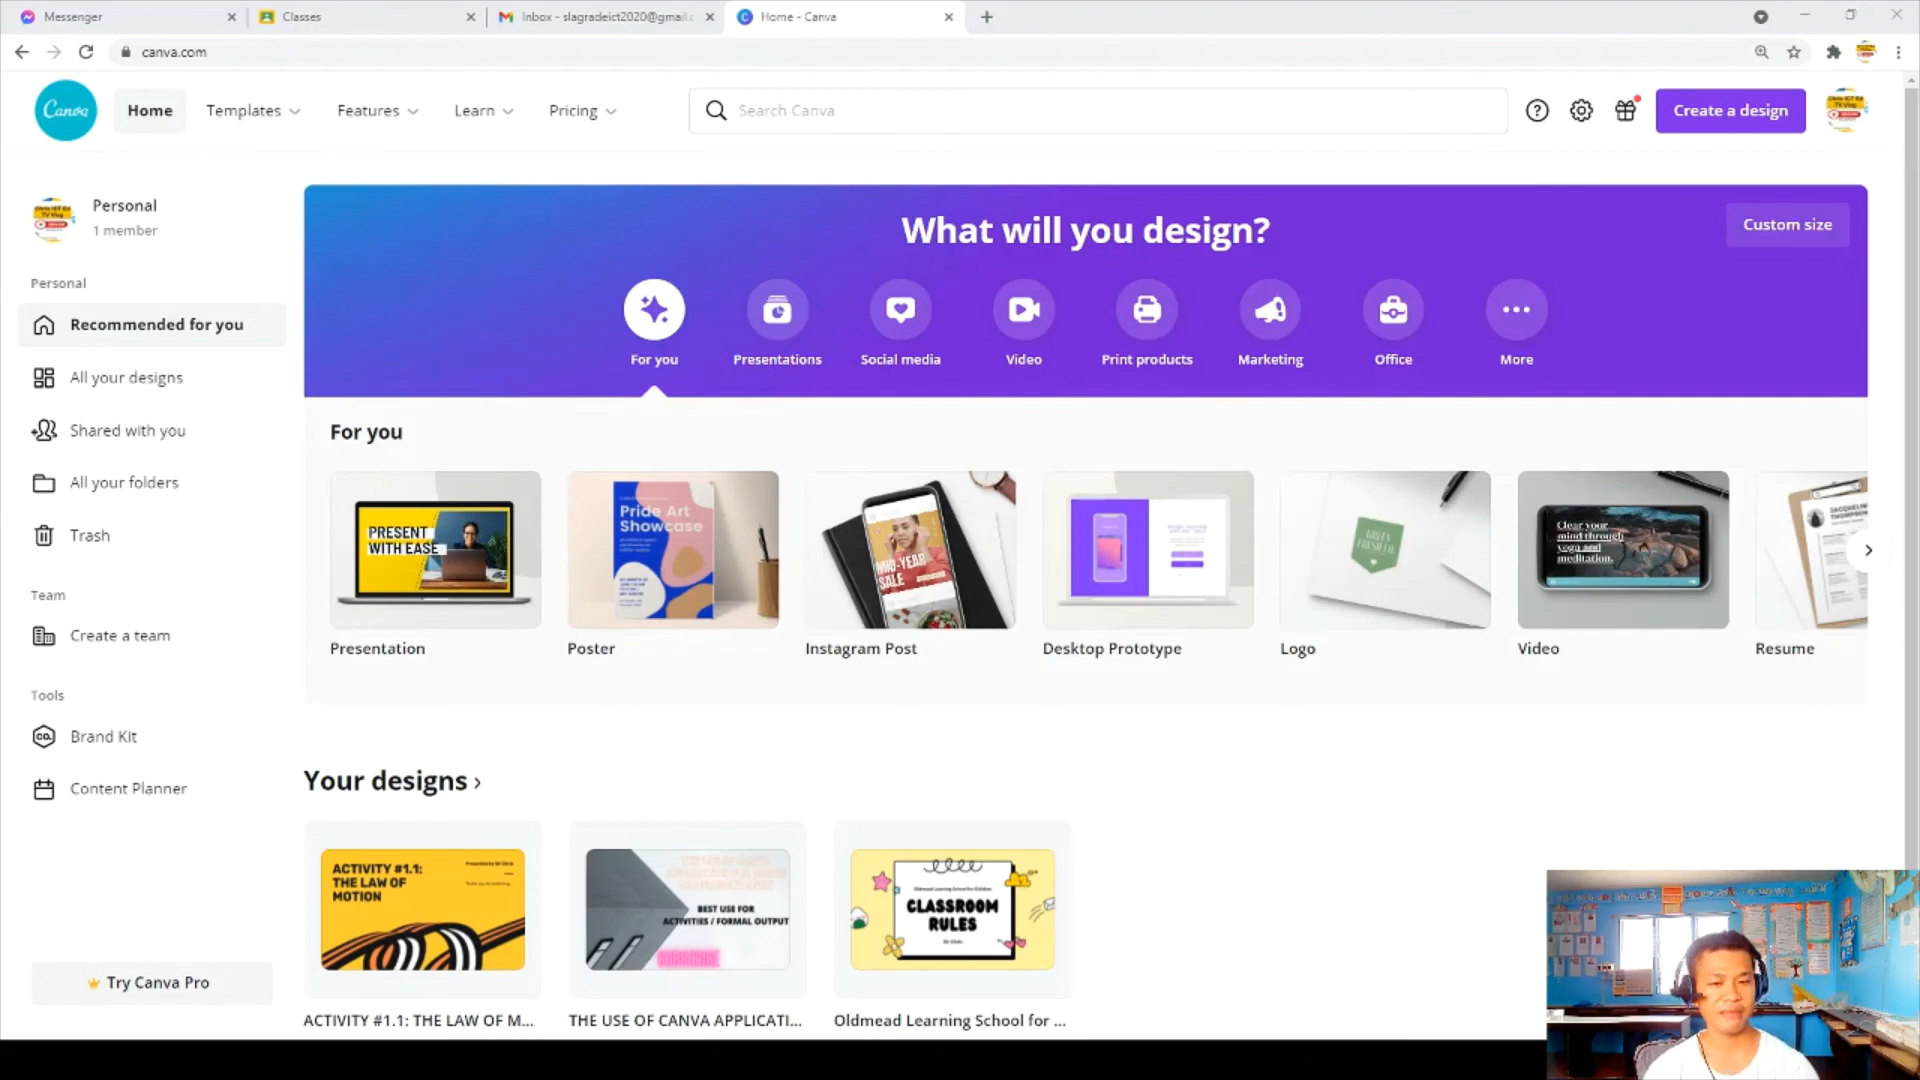 Messenger
Classes
Inbox - slagradeict2020@gmail.c
Home - Canva
canva.com
Canva
Home
Templates
Features
Learn
Pricing
Search Canva
Create a design
Personal
1 member
Personal
Recommended for you
All your designs
Shared with you
All your folders
Trash
Team
Create a team
Tools
Brand Kit
Content Planner
Try Canva Pro
What will you design?
Custom size
For you
Presentations
Social media
Video
Print products
Marketing
Office
More
For you
PRESENT
WITH EASE
Pride Art
Showcase
MID-YEAR
SALE
Clear your
mind through
yoga and
meditation.
Presentation
Poster
Instagram Post
Desktop Prototype
Logo
Video
Resume
Your designs
ACTIVITY #1.1:
THE LAW OF
MOTION
BEST USE FOR
ACTIVITIES / FORMAL OUTPUT
Oldmead Learning School for Children
CLASSROOM
RULES
ACTIVITY #1.1: THE LAW OF M...
THE USE OF CANVA APPLICATI...
Oldmead Learning School for ...